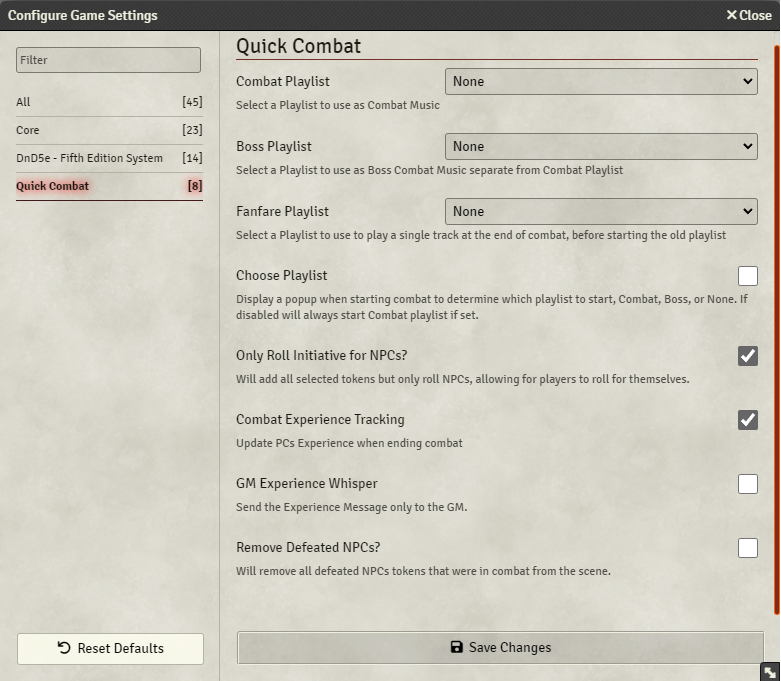 Configure Game Settings
Close
Filter
All [45]
Core [23]
DnD5e - Fifth Edition System [14]
Quick Combat [8]
Reset Defaults
Quick Combat
Combat Playlist None
Select a Playlist to use as Combat Music
Boss Playlist None
Select a Playlist to use as Boss Combat Music separate from Combat Playlist
Fanfare Playlist None
Select a Playlist to use to play a single track at the end of combat, before starting the old playlist
Choose Playlist
Display a popup when starting combat to determine which playlist to start, Combat, Boss, or None. If
disabled will always start Combat playlist if set.
Only Roll Initiative for NPCs?
Will add all selected tokens but only roll NPCs, allowing for players to roll for themselves.
Combat Experience Tracking
Update PCs Experience when ending combat
GM Experience Whisper
Send the Experience Message only to the GM.
Remove Defeated NPCs?
Will remove all defeated NPCs tokens that were in combat from the scene.
Save Changes